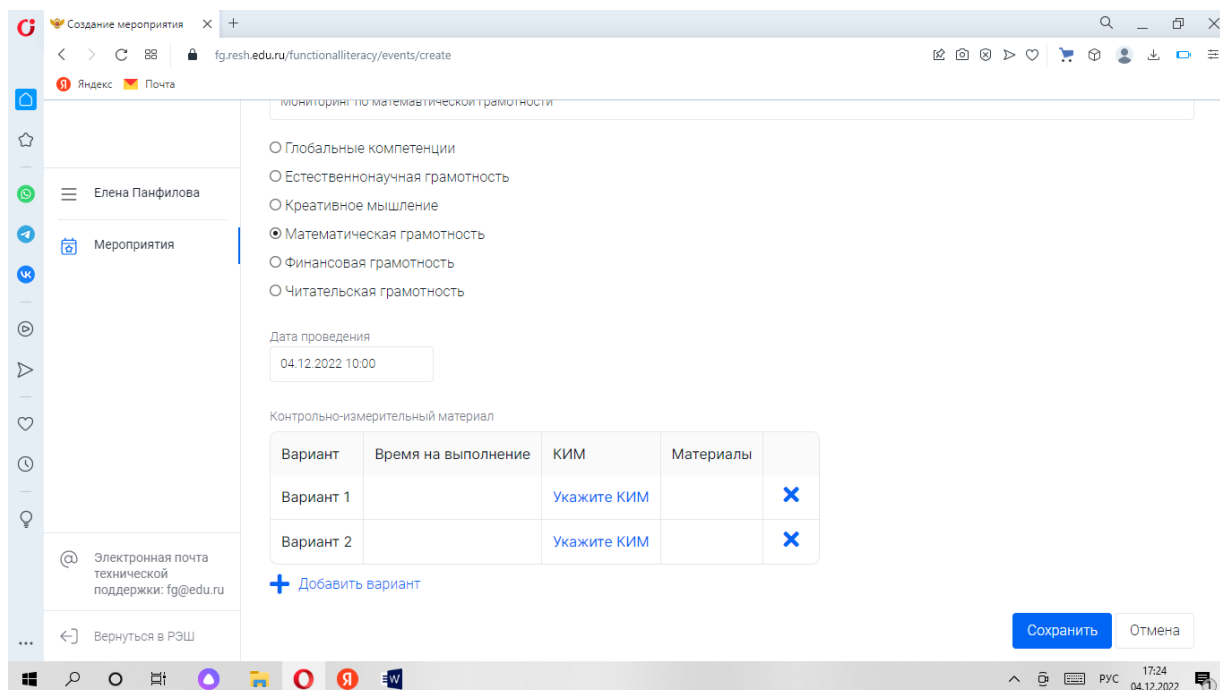 Создание мероприятия
fg.resh.edu.ru/functionalliteracy/events/create
Яндекс
Почта
Мониторинг по математической грамотности
Глобальные компетенции
Естественнонаучная грамотность
Креативное мышление
Математическая грамотность
Финансовая грамотность
Читательская грамотность
Елена Панфилова
Мероприятия
Дата проведения
04.12.2022 10:00
Контрольно-измерительный материал
Вариант Время на выполнение КИМ Материалы
Вариант 1 Укажите КИМ
Вариант 2 Укажите КИМ
Добавить вариант
Электронная почта
технической
поддержки: fg@edu.ru
Вернуться в РЭШ
Сохранить Отмена
РУС
17:24
04.12.2022